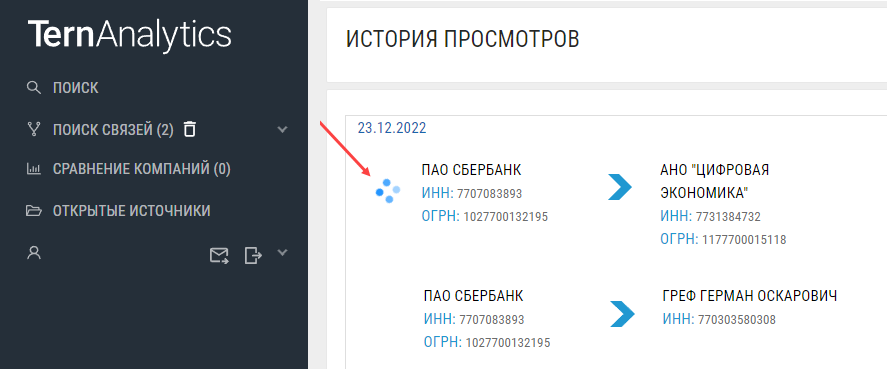 TernAnalytics
ПОИСК
ПОИСК СВЯЗЕЙ (2)
СРАВНЕНИЕ КОМПАНИЙ (0)
ОТКРЫТЫЕ ИСТОЧНИКИ
ИСТОРИЯ ПРОСМОТРОВ
23.12.2022
ПАО СБЕРБАНК
ИНН: 7707083893
ОГРН: 1027700132195
АНО "ЦИФРОВАЯ
ЭКОНОМИКА"
ИНН: 7731384732
ОГРН: 1177700015118
ПАО СБЕРБАНК
ИНН: 7707083893
ОГРН: 1027700132195
ГРЕФ ГЕРМАН ОСКАРОВИЧ
ИНН: 770303580308